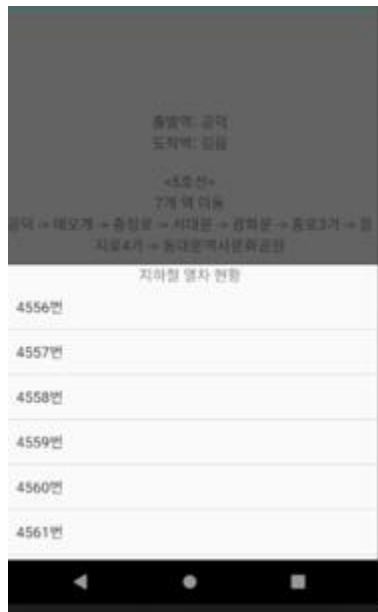 출발역: 공덕
도착역: 길음
<5호선>
7개 역 이동
공덕 → 애오개 → 충정로 → 서대문 → 광화문 → 종로3가 → 을
지로4가 → 동대문역사문화공원
지하철 열차 현황
4556번
4557번
4558번
4559번
4560번
4561번